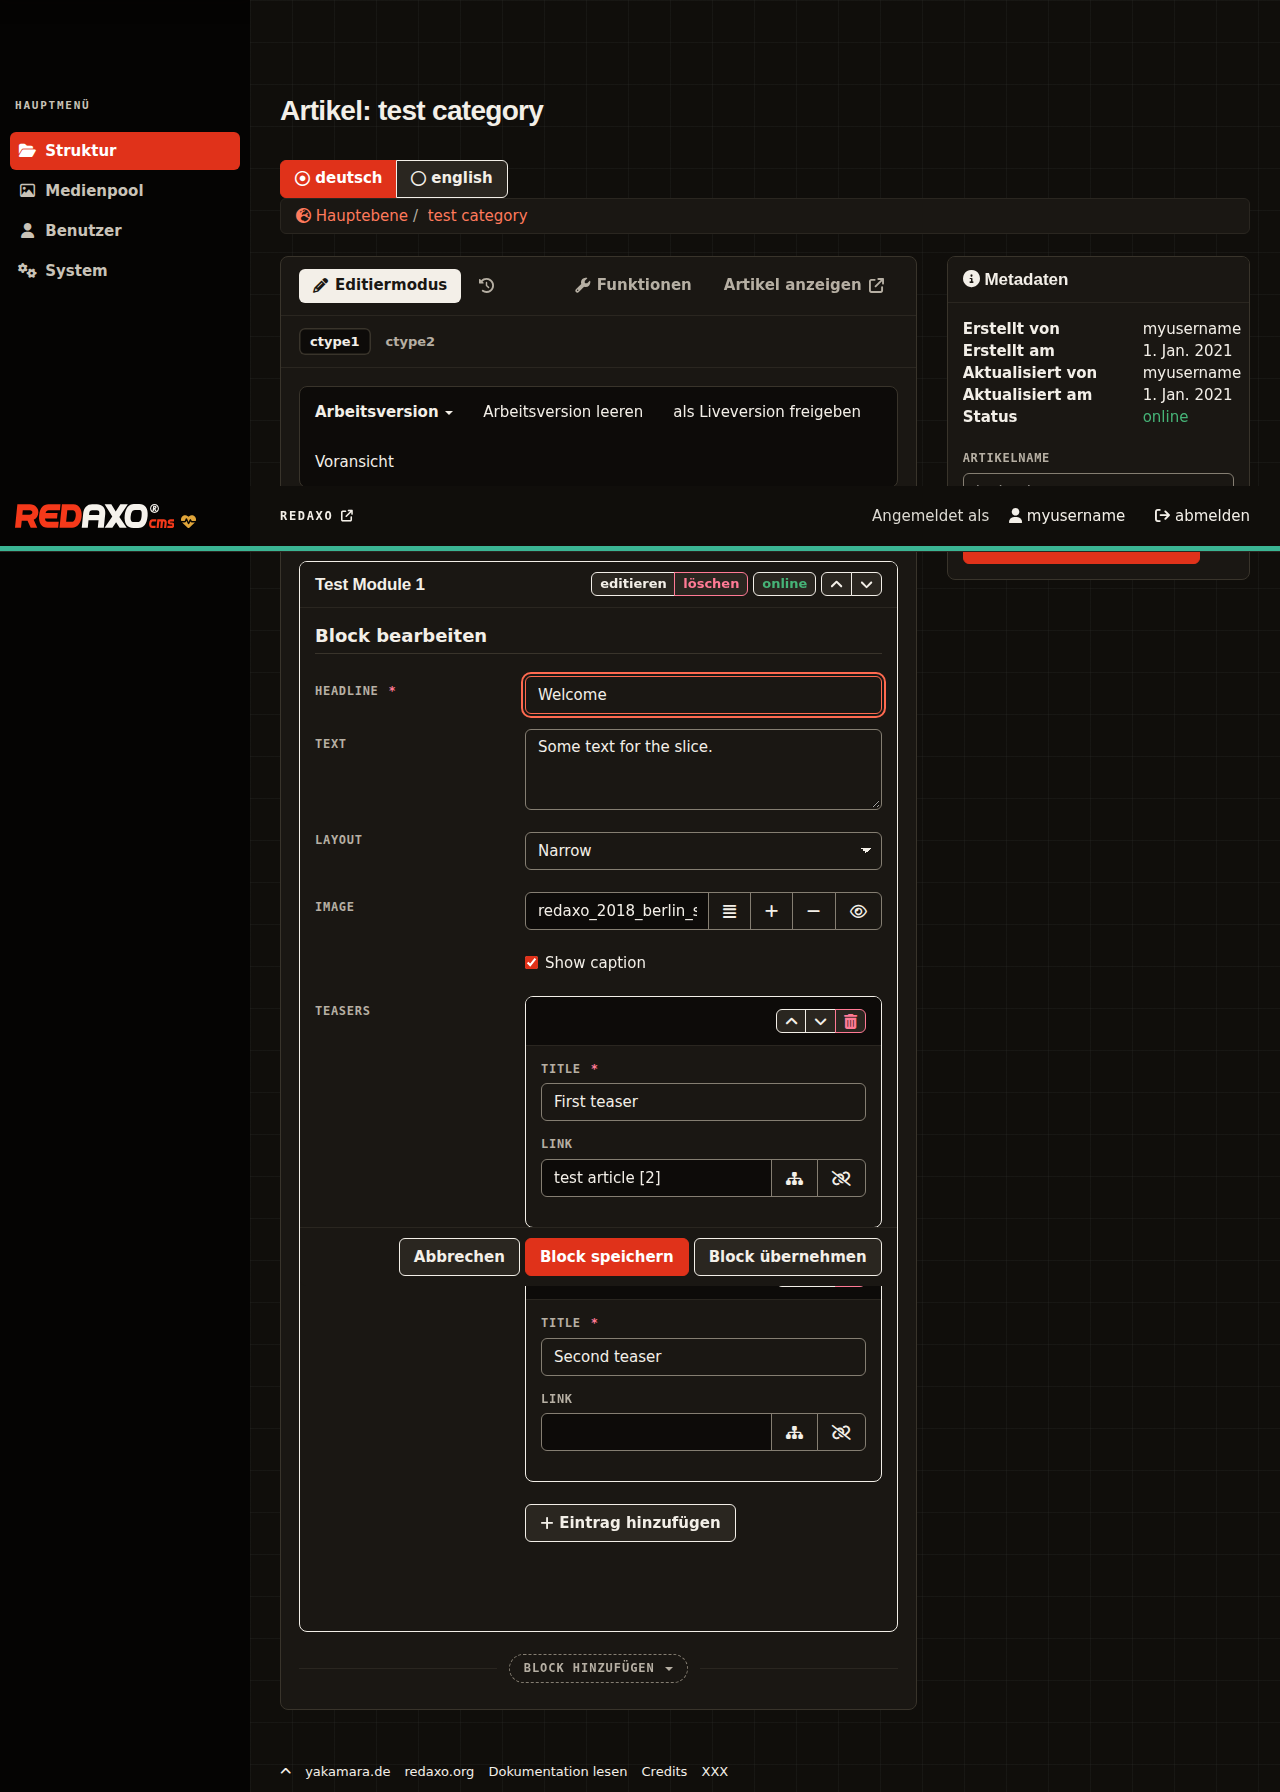 HAUPTMENÜ
Struktur
Medienpool
Benutzer
System
Artikel: test category
deutsch english
Hauptebene / test category
Editiermodus Funktionen Artikel anzeigen
ctype1 ctype2
Arbeitsversion Arbeitsversion leeren als Liveversion freigeben
Voransicht
Metadaten
Erstellt von myusername
Erstellt am 1. Jan. 2021
Aktualisiert von myusername
Aktualisiert am 1. Jan. 2021
Status online
ARTIKELNAME
REDAXO® cms
REDAXO
Angemeldet als myusername abmelden
Test Module 1 editieren löschen online
Block bearbeiten
HEADLINE * Welcome
TEXT Some text for the slice.
LAYOUT Narrow
IMAGE redaxo_2018_berlin_s
Show caption
TEASERS
TITLE *
First teaser
LINK
test article [2]
Abbrechen Block speichern Block übernehmen
TITLE *
Second teaser
LINK
Eintrag hinzufügen
BLOCK HINZUFÜGEN
yakamara.de redaxo.org Dokumentation lesen Credits XXX